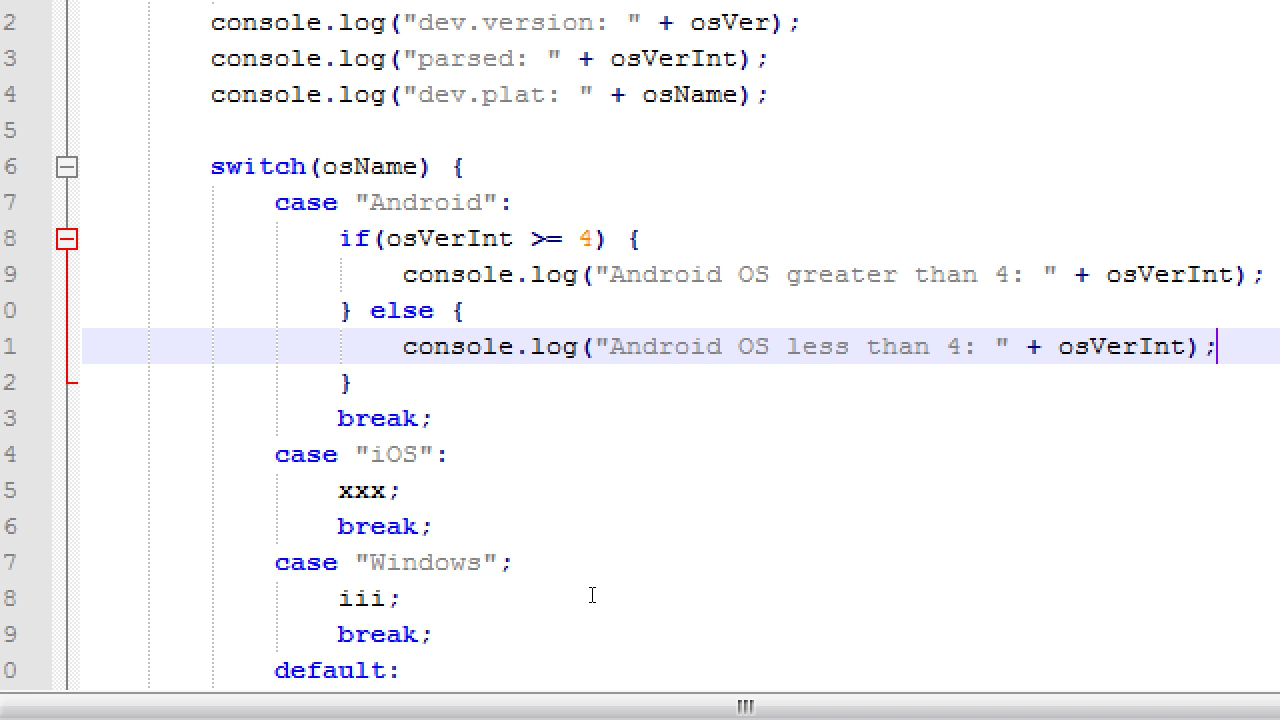 2 console.log("dev.version: " + osVer);
3 console.log("parsed: " + osVerInt);
4 console.log("dev.plat: " + osName);
5
6 switch(osName) {
7 case "Android":
8 if(osVerInt >= 4) {
9 console.log("Android OS greater than 4: " + osVerInt);
0 } else {
1 console.log("Android OS less than 4: " + osVerInt);
2 }
3 break;
4 case "iOS":
5 xxx;
6 break;
7 case "Windows";
8 iii;
9 break;
0 default: